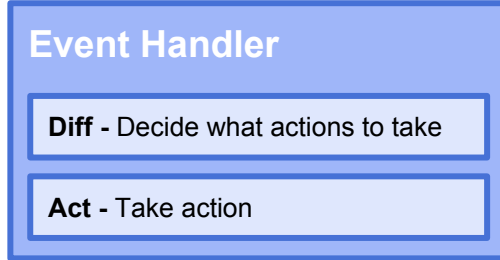 Event Handler
Diff - Decide what actions to take
Act - Take action